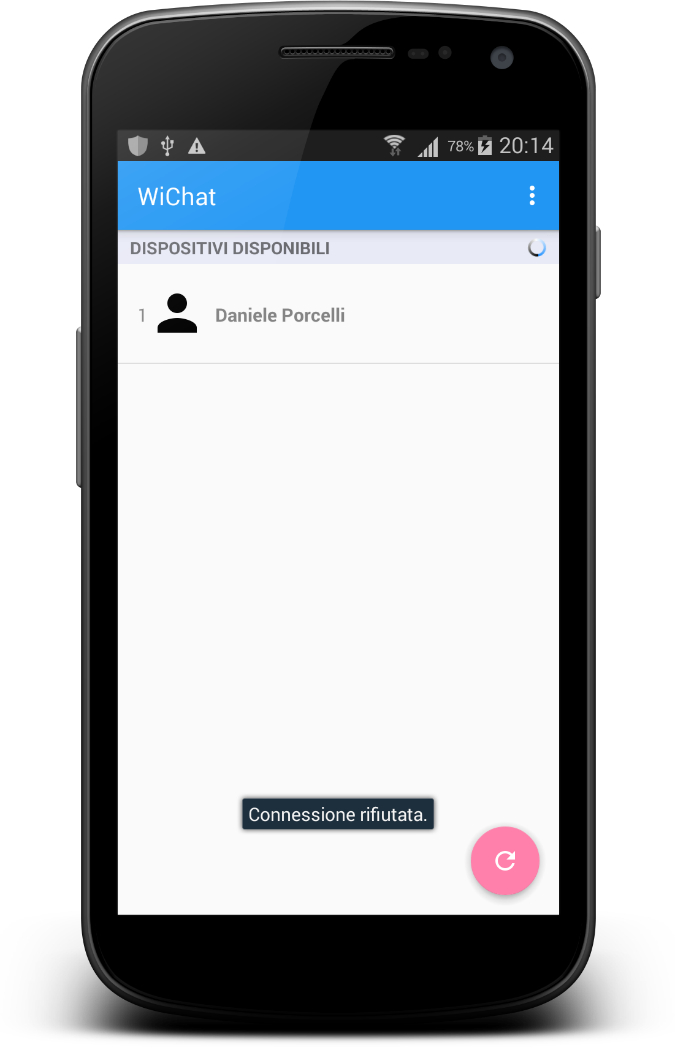 78% 20:14
WiChat
DISPOSITIVI DISPONIBILI
1 Daniele Porcelli
Connessione rifiutata.